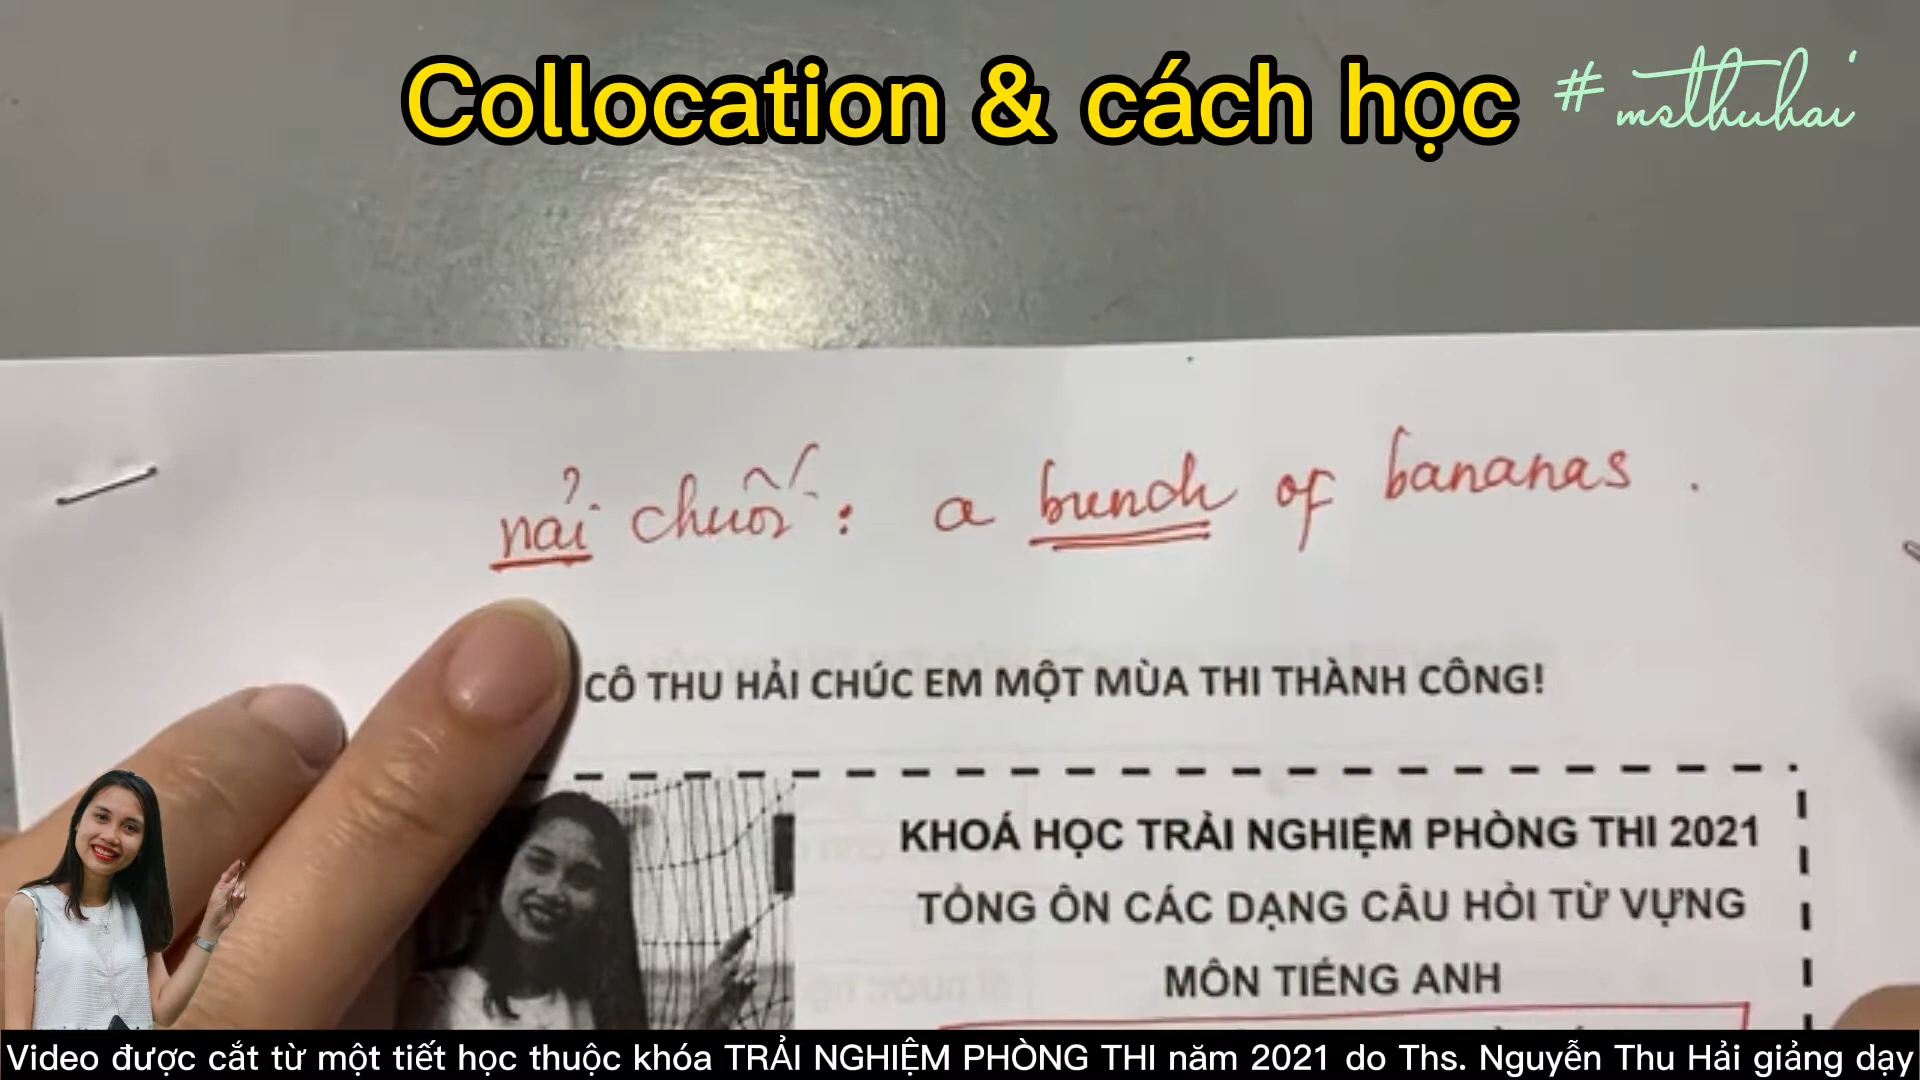 Collocation & cách học
#msthuhai
nải chuối: a bunch of bananas.
CÔ THU HẢI CHÚC EM MỘT MÙA THI THÀNH CÔNG!
KHOÁ HỌC TRẢI NGHIỆM PHÒNG THI 2021
TỔNG ÔN CÁC DẠNG CÂU HỎI TỪ VỰNG
MÔN TIẾNG ANH
Video được cắt từ một tiết học thuộc khóa TRẢI NGHIỆM PHÒNG THI năm 2021 do Ths. Nguyễn Thu Hải giảng dạy